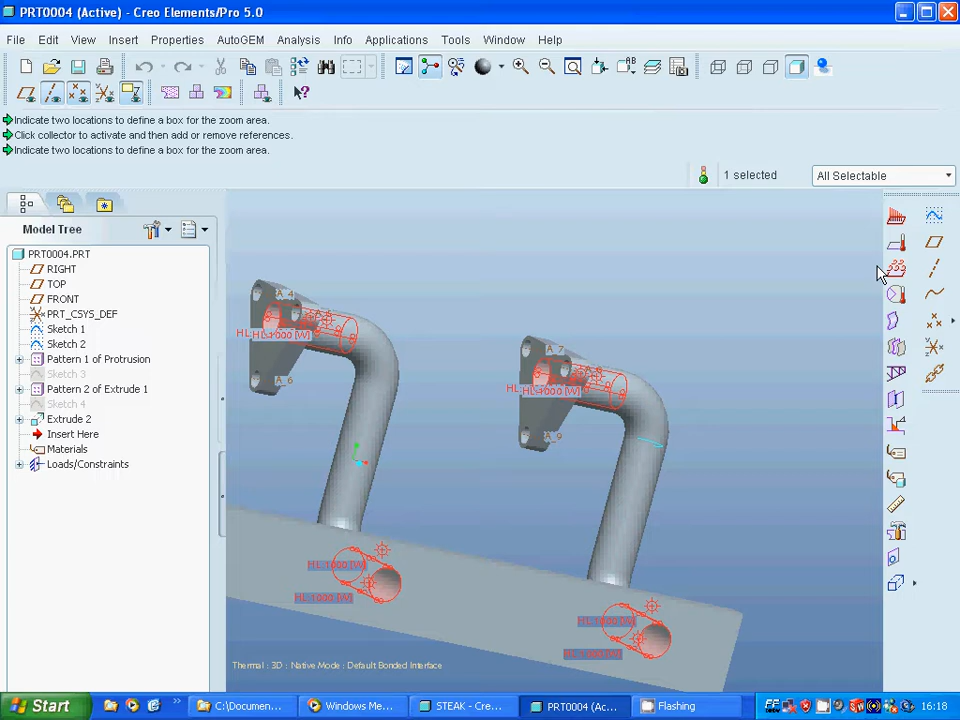 PRT0004 (Active) - Creo Elements/Pro 5.0
File Edit View Insert Properties AutoGEM Analysis Info Applications Tools Window Help
Indicate two locations to define a box for the zoom area.
Click collector to activate and then add or remove references.
Indicate two locations to define a box for the zoom area.
1 selected All Selectable
Model Tree
PRT0004.PRT
RIGHT
TOP
FRONT
PRT_CSYS_DEF
Sketch 1
Sketch 2
Pattern 1 of Protrusion
Sketch 3
Pattern 2 of Extrude 1
Sketch 4
Extrude 2
Insert Here
Materials
Loads/Constraints
A_4
HL:1000 [W]
A_6
A_7
HL:1000 [W]
A_9
HL:1000 [W]
HL:1000 [W]
HL:1000 [W]
HL:1000 [W]
Thermal : 3D : Native Mode : Default Bonded Interface
Start C:\Documen... Windows Me... STEAK - Cre... PRT0004 (Ac... Flashing 16:18